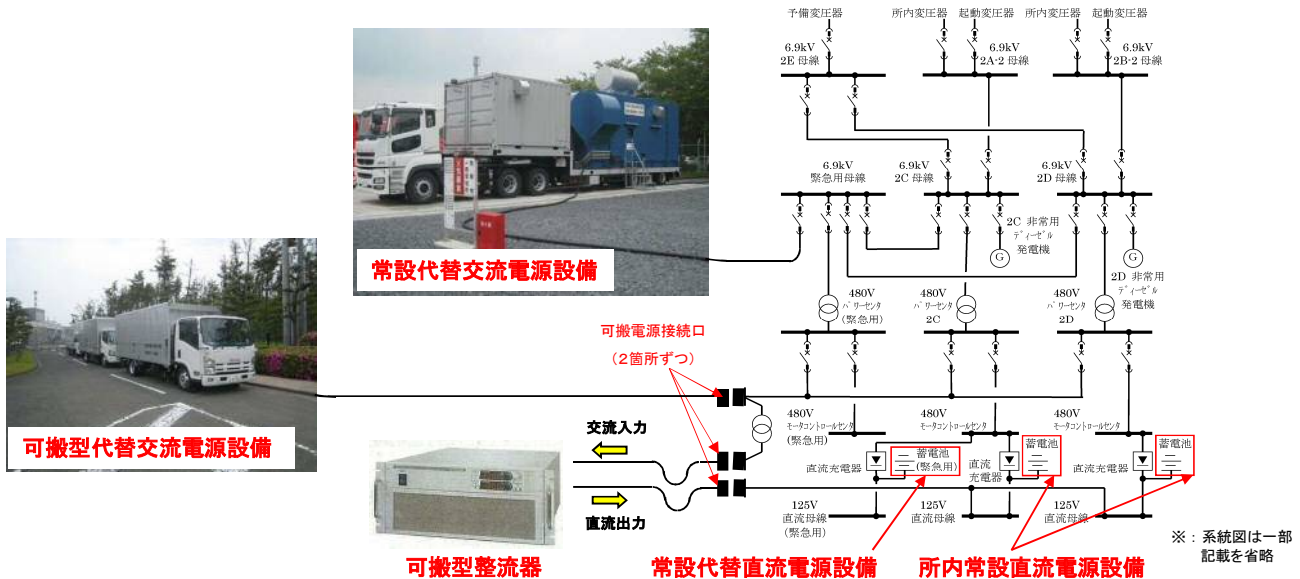 予備変圧器
所内変圧器
起動変圧器
所内変圧器
起動変圧器
6.9kV
2E 母線
6.9kV
2A-2 母線
6.9kV
2B-2 母線
6.9kV
緊急用母線
6.9kV
2C 母線
6.9kV
2D 母線
2C 非常用
ディーゼル
発電機
G
G
2D 非常用
ディーゼル
発電機
常設代替交流電源設備
480V
パワーセンタ
(緊急用)
480V
パワーセンタ
2C
480V
パワーセンタ
2D
可搬電源接続口
(2箇所ずつ)
可搬型代替交流電源設備
480V
モータコントロールセンタ
(緊急用)
480V
モータコントロールセンタ
480V
モータコントロールセンタ
交流入力
直流出力
直流充電器
蓄電池
(緊急用)
直流
充電器
蓄電池
直流充電器
蓄電池
125V
直流母線
(緊急用)
125V
直流母線
125V
直流母線
可搬型整流器
常設代替直流電源設備
所内常設直流電源設備
※:系統図は一部
記載を省略